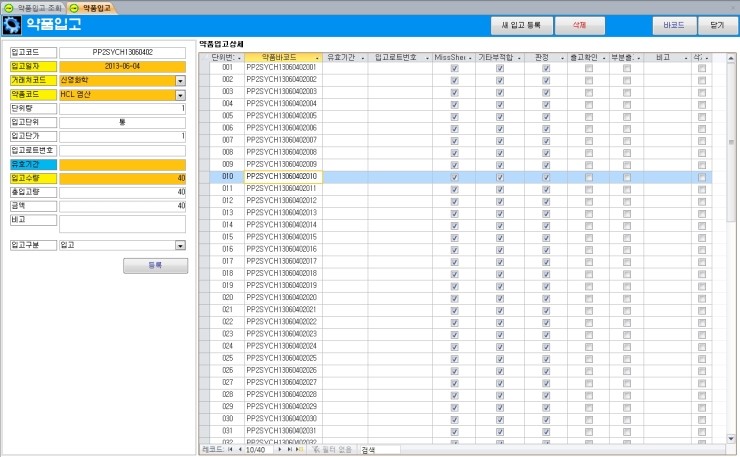 약품입고 조회 약품입고
약품입고 새 입고 등록 삭제 바코드 닫기
약품입고상세
입고코드 PP2SYCH13060402
입고일자 2013-06-04
거래처코드 신영화학
약품코드 HCL 염산
단위량 1
입고단위 통
입고단가 1
입고로트번호
유효기간
입고수량 40
총입고량 40
금액 40
비고
입고구분 입고
등록
단위번: 약품바코드 유효기간 입고로트번호 MissShee 기타부적합 판정 출고확인 부분출. 비고
001 PP2SYCH13060402001
002 PP2SYCH13060402002
003 PP2SYCH13060402003
004 PP2SYCH13060402004
005 PP2SYCH13060402005
006 PP2SYCH13060402006
007 PP2SYCH13060402007
008 PP2SYCH13060402008
009 PP2SYCH13060402009
010 PP2SYCH13060402010
011 PP2SYCH13060402011
012 PP2SYCH13060402012
013 PP2SYCH13060402013
014 PP2SYCH13060402014
015 PP2SYCH13060402015
016 PP2SYCH13060402016
017 PP2SYCH13060402017
018 PP2SYCH13060402018
019 PP2SYCH13060402019
020 PP2SYCH13060402020
021 PP2SYCH13060402021
022 PP2SYCH13060402022
023 PP2SYCH13060402023
024 PP2SYCH13060402024
025 PP2SYCH13060402025
026 PP2SYCH13060402026
027 PP2SYCH13060402027
028 PP2SYCH13060402028
029 PP2SYCH13060402029
030 PP2SYCH13060402030
031 PP2SYCH13060402031
032 PP2SYCH13060402032
레코드: 10/40 필터 없음 검색